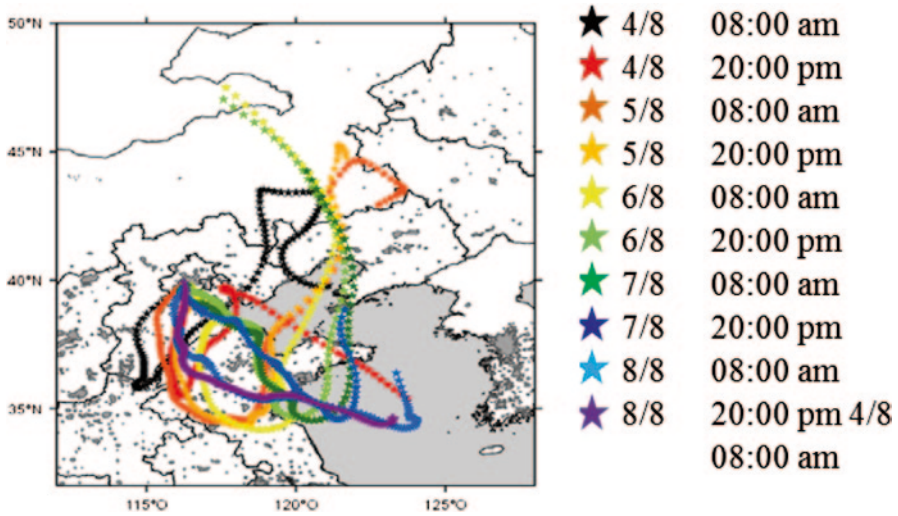 50°N
45°N
40°N
35°N
115°O
120°O
125°O
4/8 08:00 am
4/8 20:00 pm
5/8 08:00 am
5/8 20:00 pm
6/8 08:00 am
6/8 20:00 pm
7/8 08:00 am
7/8 20:00 pm
8/8 08:00 am
8/8 20:00 pm 4/8
08:00 am